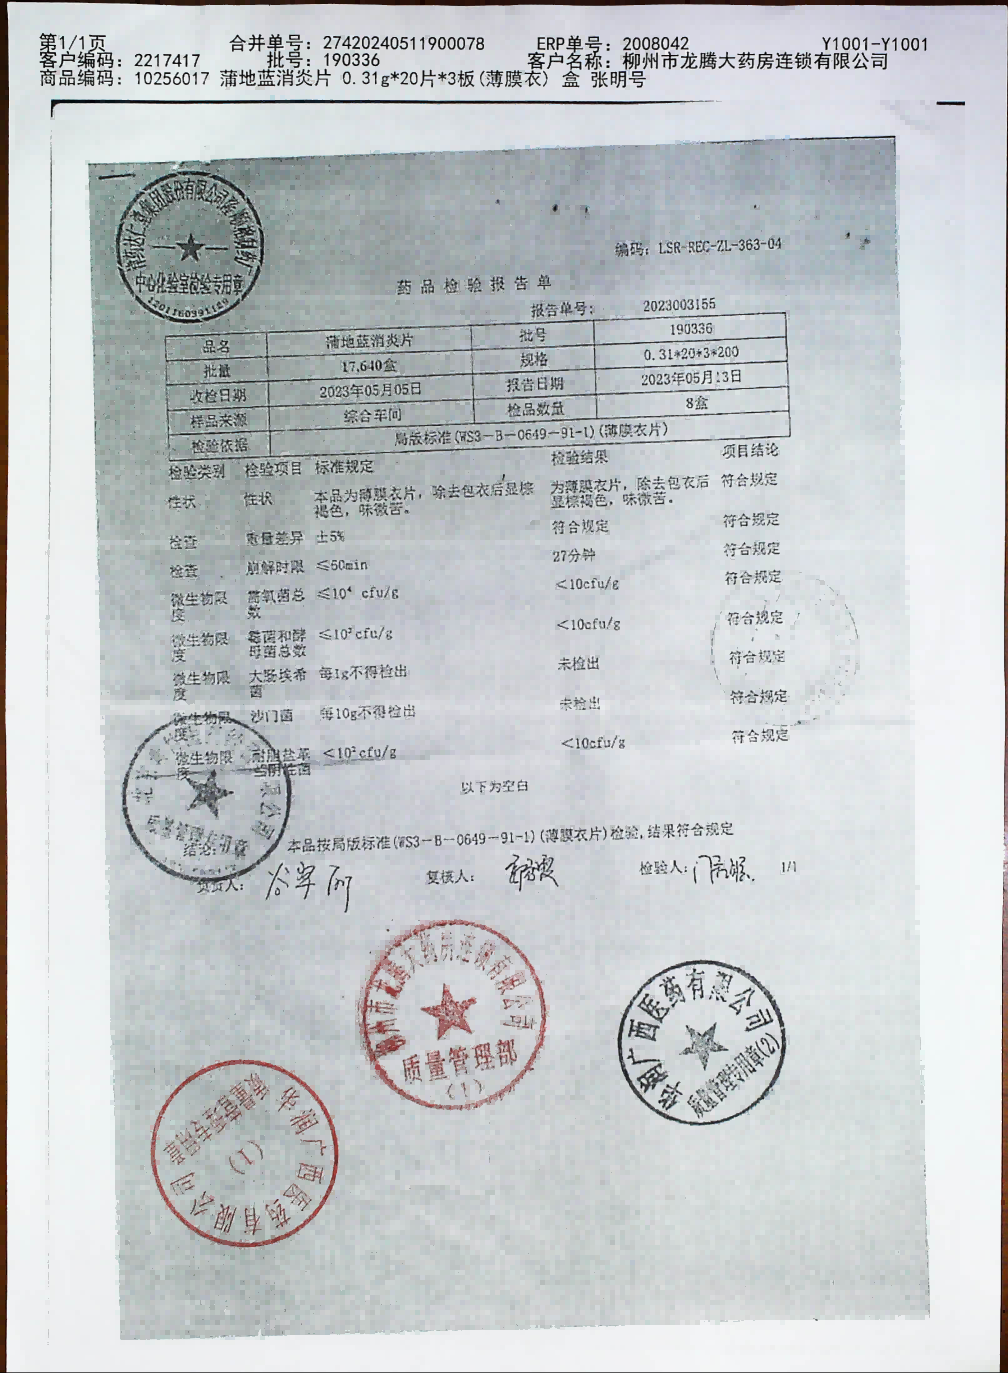 第1/1页 合并单号: 27420240511900078 ERP单号: 2008042 Y1001-Y1001
客户编码: 2217417 批号: 190336 客户名称: 柳州市龙腾大药房连锁有限公司
商品编码: 10256017 蒲地蓝消炎片 0.31g*20片*3板(薄膜衣) 盒 张明号
中心化验室检验专用章
编码: LSR-REC-ZL-363-04
药品检验报告单
报告单号: 2023003155
品名 蒲地蓝消炎片 批号 190336
批量 17,640盒 规格 0.31*20*3*200
收检日期 2023年05月05日 报告日期 2023年05月13日
样品来源 综合车间 检品数量 8盒
检验依据 局版标准(WS3-B-0649-91-1)(薄膜衣片)
检验类别 检验项目 标准规定 检验结果 项目结论
性状 性状 本品为薄膜衣片，除去包衣后显棕褐色，味微苦。 为薄膜衣片，除去包衣后显棕褐色，味微苦。 符合规定
检查 重量差异 ±5% 符合规定 符合规定
检查 崩解时限 ≤60min 27分钟 符合规定
微生物限度 需氧菌总数 ≤10⁴ cfu/g <10cfu/g 符合规定
微生物限度 霉菌和酵母菌总数 ≤10²cfu/g <10cfu/g 符合规定
微生物限度 大肠埃希菌 每1g不得检出 未检出 符合规定
微生物限度 沙门菌 每10g不得检出 未检出 符合规定
微生物限度 耐胆盐革兰阴性菌 <10²cfu/g <10cfu/g 符合规定
以下为空白
结论: 本品按局版标准(WS3-B-0649-91-1)(薄膜衣片)检验,结果符合规定
负责人: 复核人: 检验人: 1/1
柳州市龙腾大药房连锁有限公司
质量管理部
(1)
华润广西医药有限公司
质量管理专用章(2)
华润广西医药有限公司
质量管理专用章
(1)